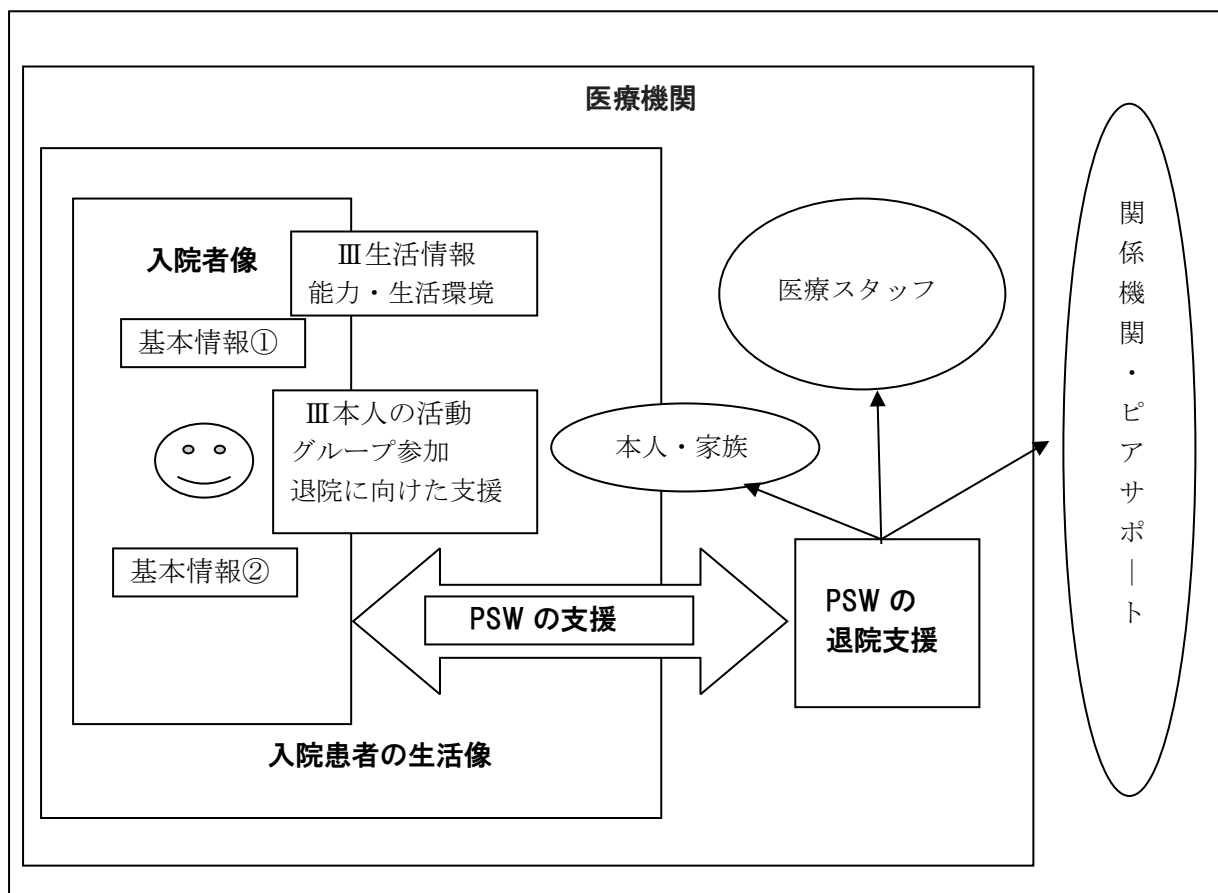 医療機関
入院者像
Ⅲ生活情報
能力・生活環境
基本情報①
Ⅲ本人の活動
グループ参加
退院に向けた支援
基本情報②
本人・家族
医療スタッフ
PSW の支援
PSW の
退院支援
入院患者の生活像
関係機関・ピアサポート